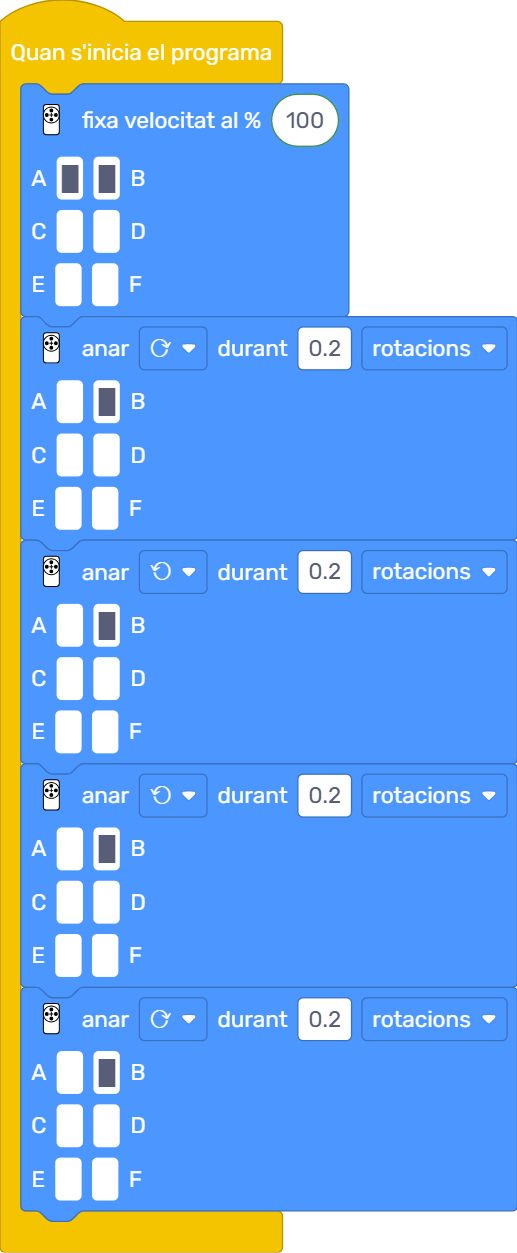 Quan s'inicia el programa
fixa velocitat al % 100
A B
C D
E F
anar durant 0.2 rotacions
A B
C D
E F
anar durant 0.2 rotacions
A B
C D
E F
anar durant 0.2 rotacions
A B
C D
E F
anar durant 0.2 rotacions
A B
C D
E F